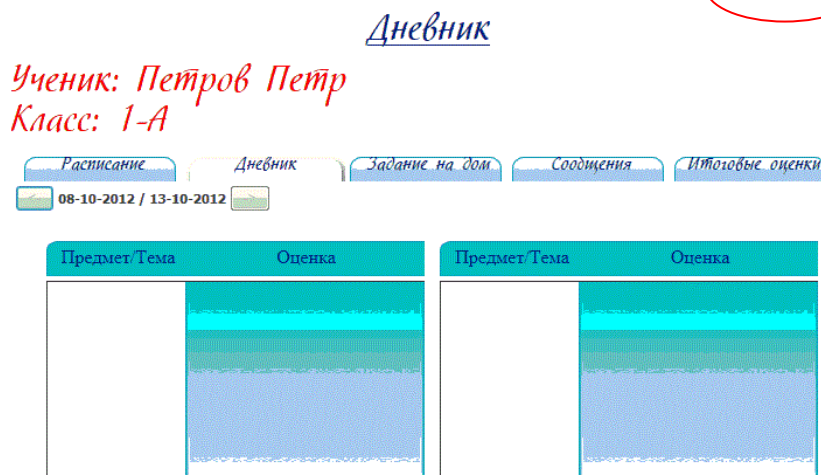 Дневник
Ученик: Петров Петр
Класс: 1-А
Расписание Дневник Задание на дом Сообщения Итоговые оценки
< 08-10-2012 / 13-10-2012 >
Предмет/Тема Оценка Предмет/Тема Оценка